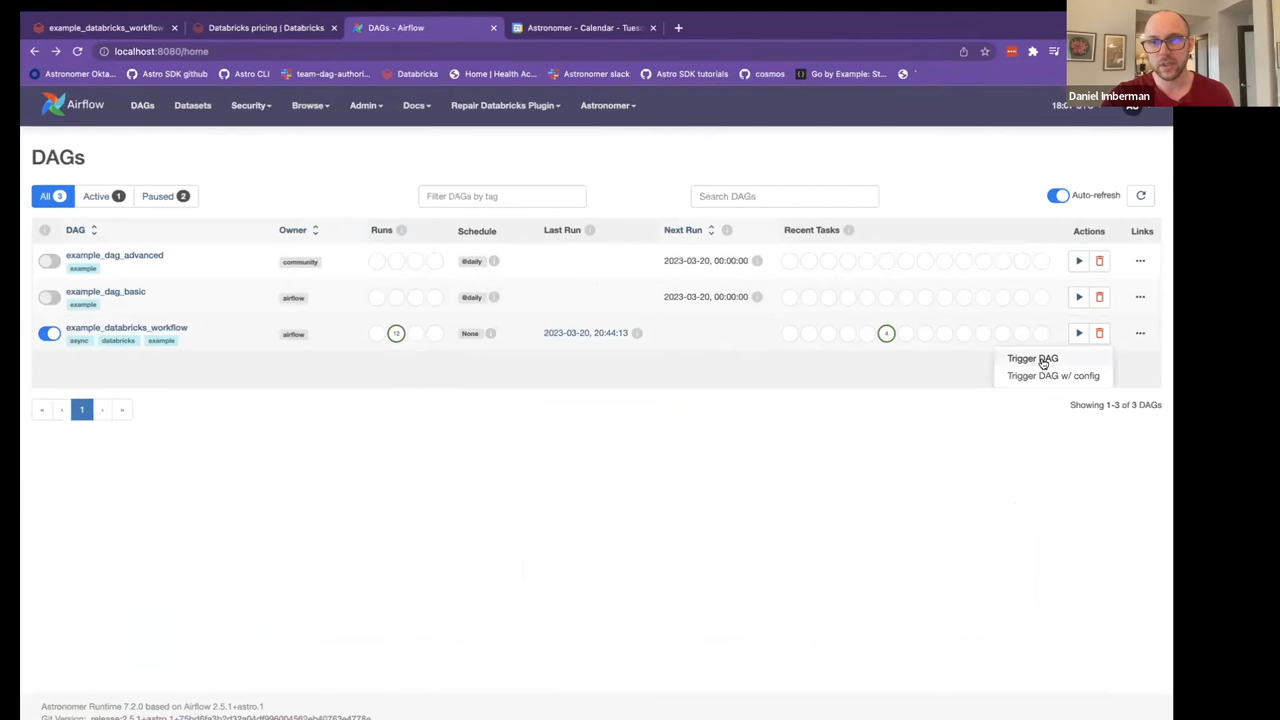 example_databricks_workflow
Databricks pricing | Databricks
DAGs - Airflow
Astronomer - Calendar - Tuesd
localhost:8080/home
Astronomer Okta...
Astro SDK github
Astro CLI
team-dag-authori...
Databricks
Home | Health Ac...
Astronomer slack
Astro SDK tutorials
cosmos
Go by Example: St...
Daniel Imberman
Airflow
DAGs
Datasets
Security
Browse
Admin
Docs
Repair Databricks Plugin
Astronomer
DAGs
All 3
Active 1
Paused 2
Filter DAGs by tag
Search DAGs
Auto-refresh
DAG Owner Runs Schedule Last Run Next Run Recent Tasks Actions Links
example_dag_advanced
example
community
@daily
2023-03-20, 00:00:00
example_dag_basic
example
airflow
@daily
2023-03-20, 00:00:00
example_databricks_workflow
async databricks example
airflow
12
None
2023-03-20, 20:44:13
4
Trigger DAG
Trigger DAG w/ config
« ‹ 1 › »
Showing 1-3 of 3 DAGs
Astronomer Runtime 7.2.0 based on Airflow 2.5.1+astro.1
Git Version: